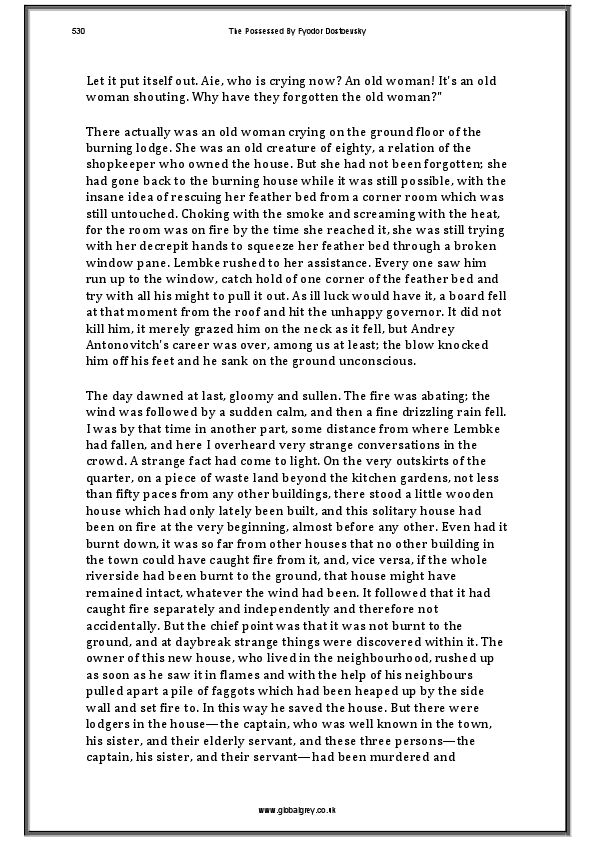 530
The Possessed By Fyodor Dostoevsky
Let it put itself out. Aie, who is crying now? An old woman! It's an old
woman shouting. Why have they forgotten the old woman?"
There actually was an old woman crying on the ground floor of the
burning lodge. She was an old creature of eighty, a relation of the
shopkeeper who owned the house. But she had not been forgotten; she
had gone back to the burning house while it was still possible, with the
insane idea of rescuing her feather bed from a corner room which was
still untouched. Choking with the smoke and screaming with the heat,
for the room was on fire by the time she reached it, she was still trying
with her decrepit hands to squeeze her feather bed through a broken
window pane. Lembke rushed to her assistance. Every one saw him
run up to the window, catch hold of one corner of the feather bed and
try with all his might to pull it out. As ill luck would have it, a board fell
at that moment from the roof and hit the unhappy governor. It did not
kill him, it merely grazed him on the neck as it fell, but Andrey
Antonovitch's career was over, among us at least; the blow knocked
him off his feet and he sank on the ground unconscious.
The day dawned at last, gloomy and sullen. The fire was abating; the
wind was followed by a sudden calm, and then a fine drizzling rain fell.
I was by that time in another part, some distance from where Lembke
had fallen, and here I overheard very strange conversations in the
crowd. A strange fact had come to light. On the very outskirts of the
quarter, on a piece of waste land beyond the kitchen gardens, not less
than fifty paces from any other buildings, there stood a little wooden
house which had only lately been built, and this solitary house had
been on fire at the very beginning, almost before any other. Even had it
burnt down, it was so far from other houses that no other building in
the town could have caught fire from it, and, vice versa, if the whole
riverside had been burnt to the ground, that house might have
remained intact, whatever the wind had been. It followed that it had
caught fire separately and independently and therefore not
accidentally. But the chief point was that it was not burnt to the
ground, and at daybreak strange things were discovered within it. The
owner of this new house, who lived in the neighbourhood, rushed up
as soon as he saw it in flames and with the help of his neighbours
pulled apart a pile of faggots which had been heaped up by the side
wall and set fire to. In this way he saved the house. But there were
lodgers in the house—the captain, who was well known in the town,
his sister, and their elderly servant, and these three persons—the
captain, his sister, and their servant—had been murdered and
www.globalgrey.co.uk